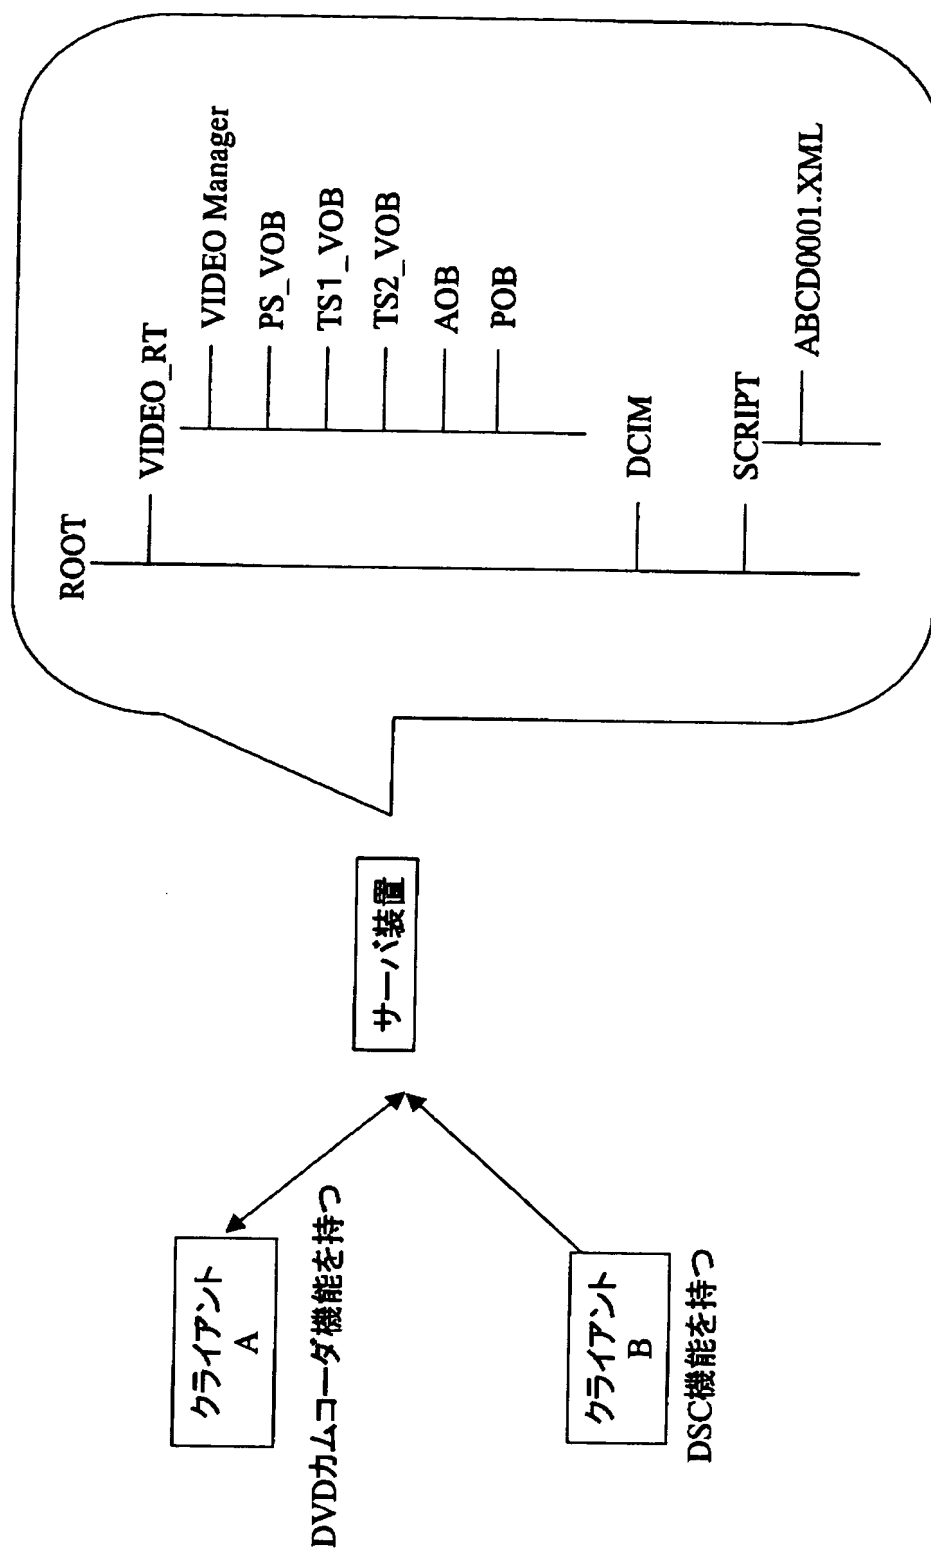 クライアント
A
DVDカムコーダ機能を持つ
クライアント
B
DSC機能を持つ
サーバ装置
ROOT
VIDEO_RT
VIDEO Manager
PS_VOB
TS1_VOB
TS2_VOB
AOB
POB
DCIM
SCRIPT
ABCD0001.XML